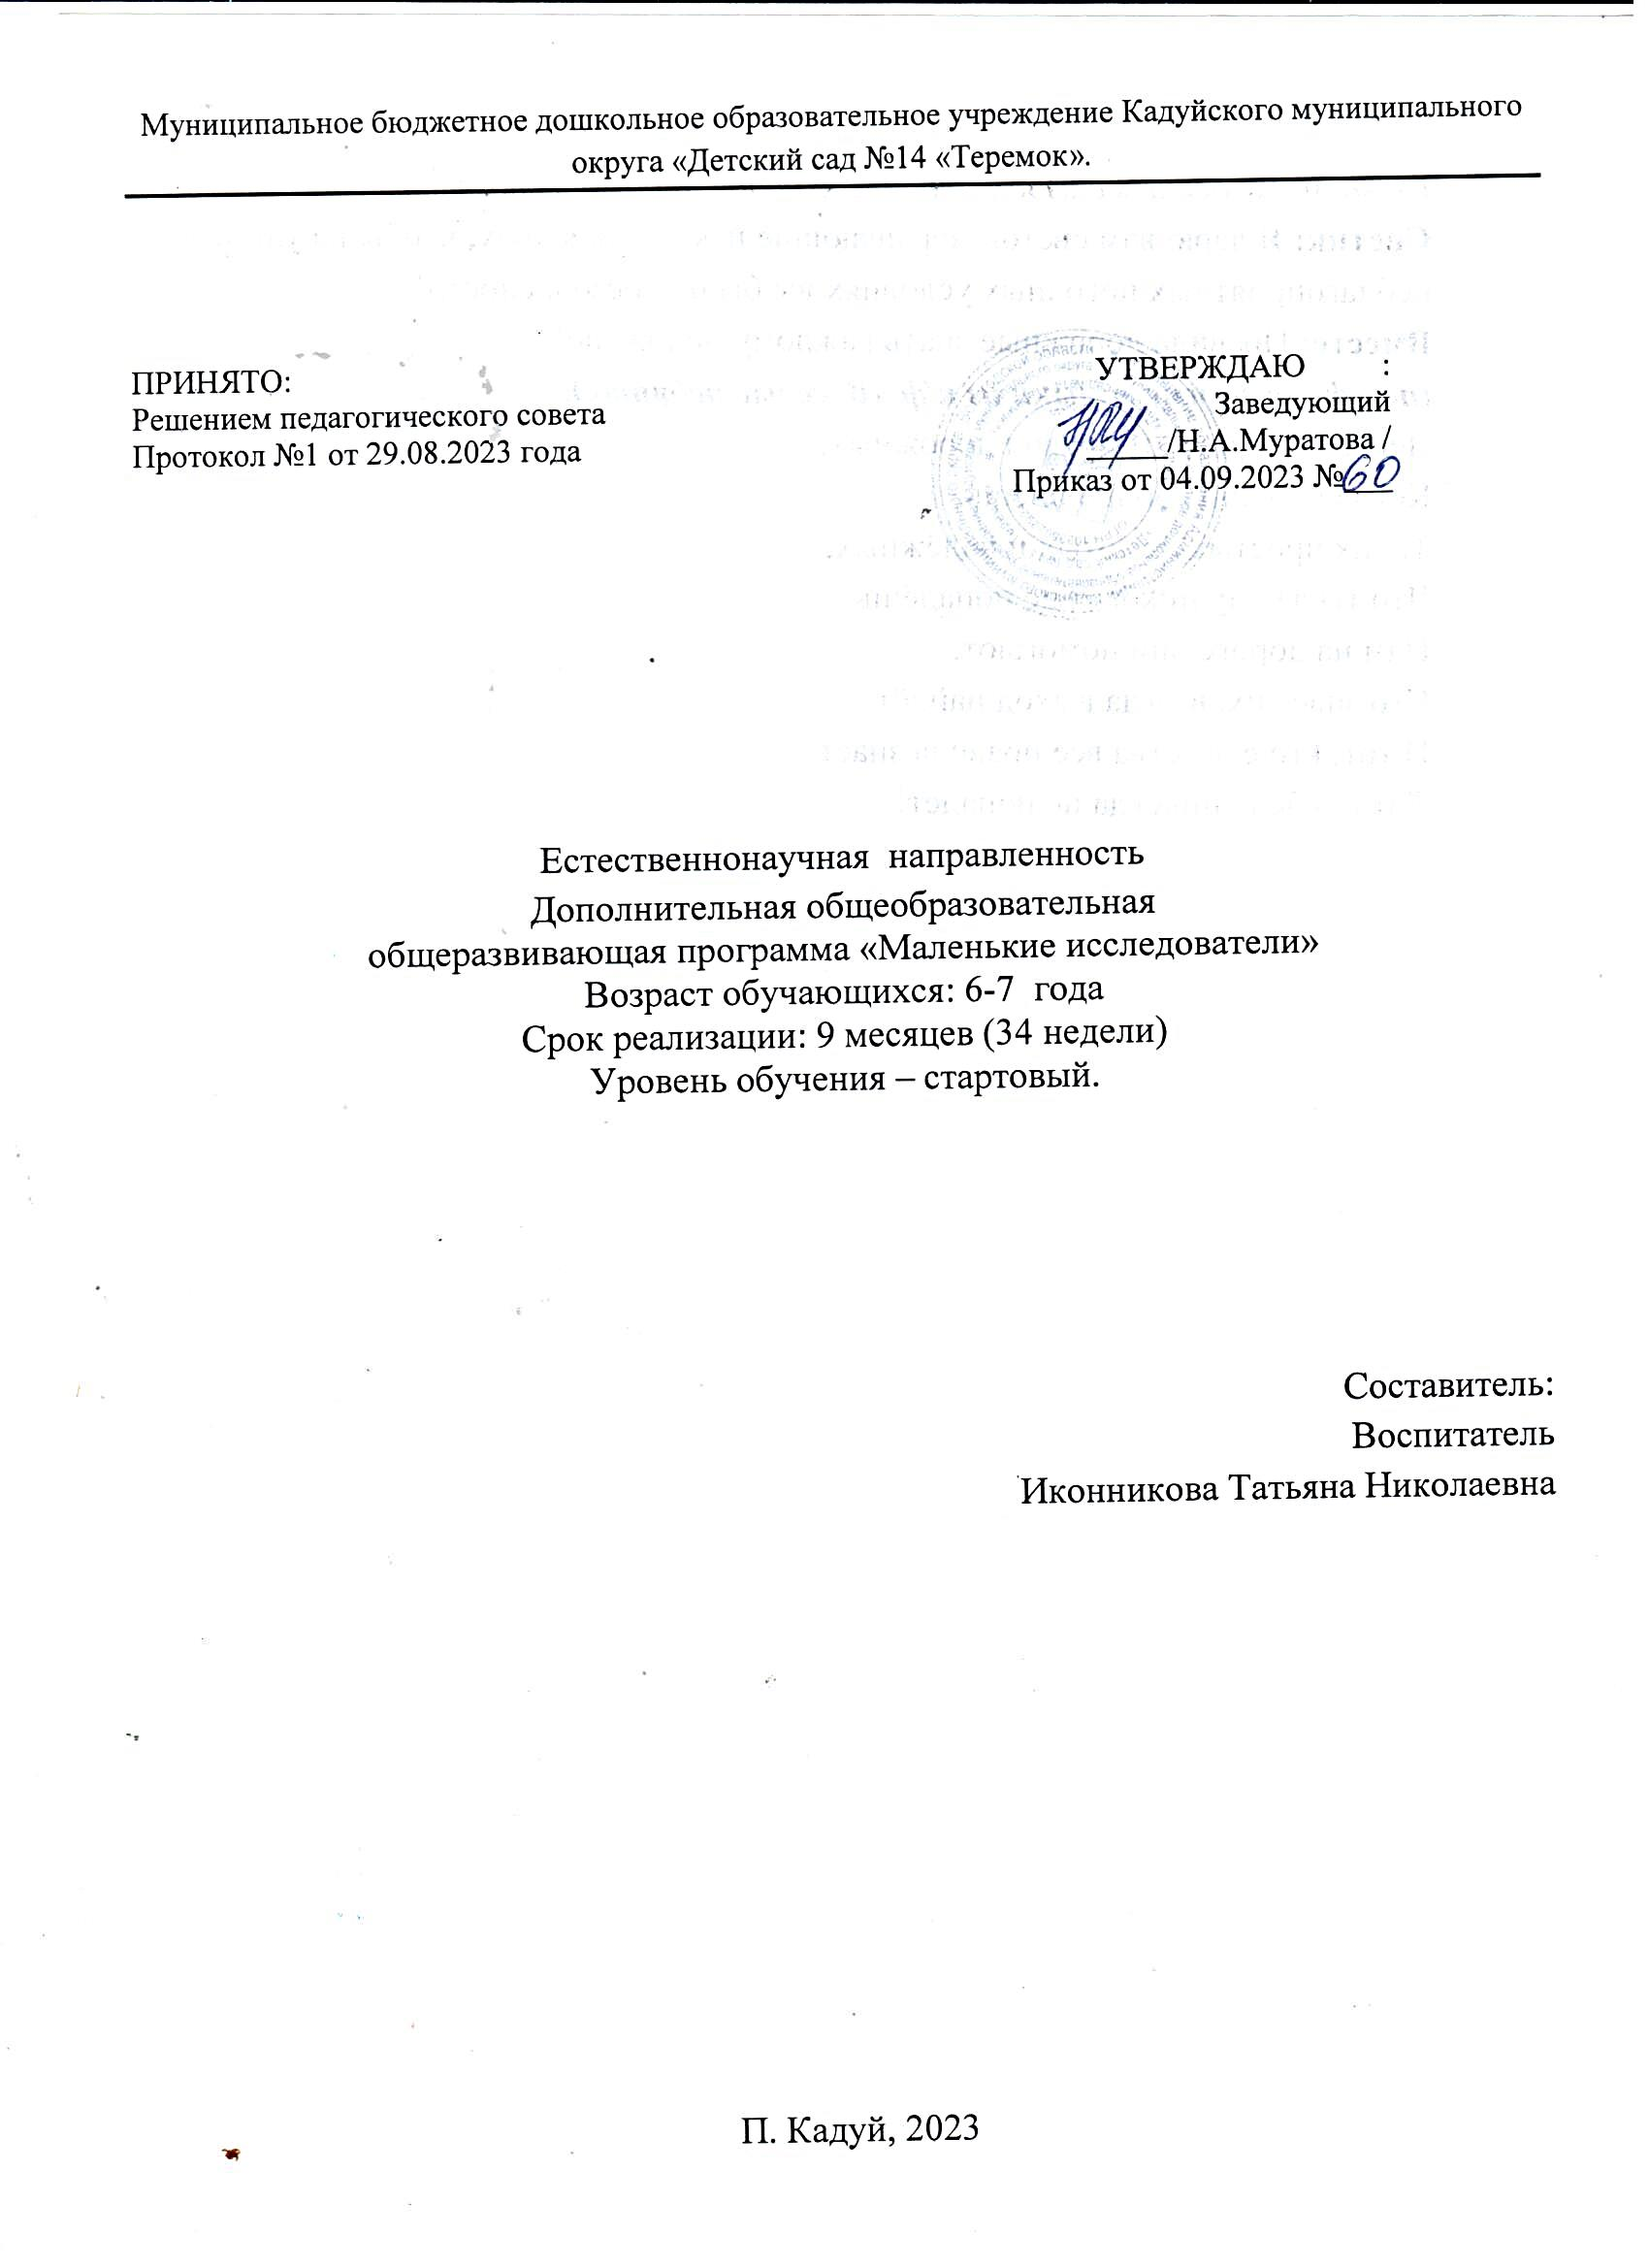 Муниципальное бюджетное дошкольное образовательное учреждение Кадуйского муниципального
округа «Детский сад №14 «Теремок».
ПРИНЯТО:
Решением педагогического совета
Протокол №1 от 29.08.2023 года
УТВЕРЖДАЮ :
Заведующий
/Н.А.Муратова /
Приказ от 04.09.2023 № 60
Естественнонаучная направленность
Дополнительная общеобразовательная
общеразвивающая программа «Маленькие исследователи»
Возраст обучающихся: 6-7 года
Срок реализации: 9 месяцев (34 недели)
Уровень обучения – стартовый.
Составитель:
Воспитатель
Иконникова Татьяна Николаевна
П. Кадуй, 2023